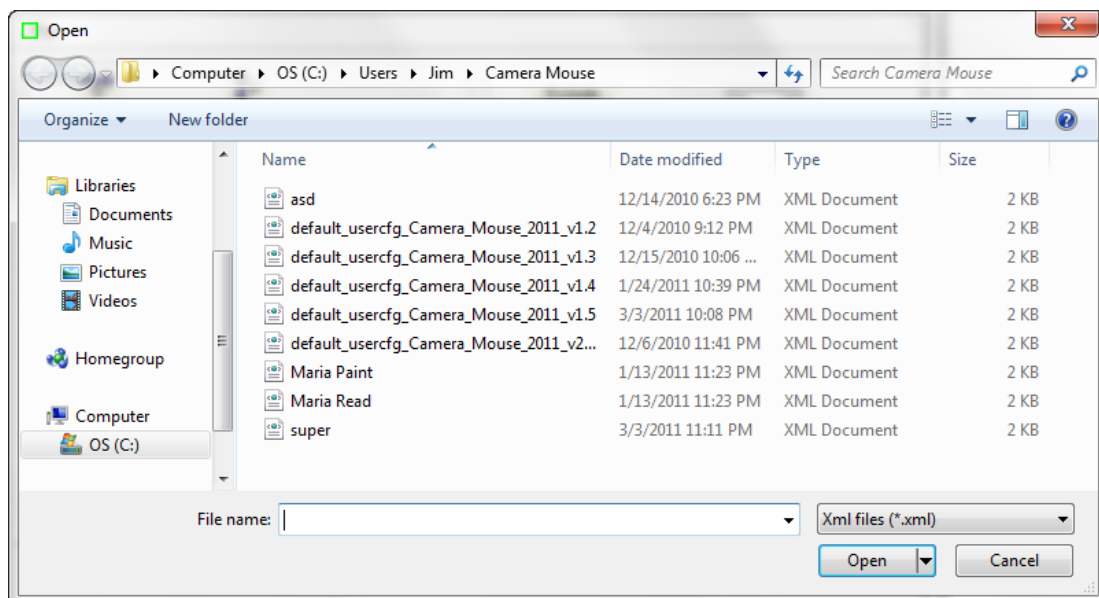 Open
Computer OS (C:) Users Jim Camera Mouse Search Camera Mouse
Organize New folder
Name Date modified Type Size
Libraries
Documents
Music
Pictures
Videos
Homegroup
Computer
OS (C:)
asd 12/14/2010 6:23 PM XML Document 2 KB
default_usercfg_Camera_Mouse_2011_v1.2 12/4/2010 9:12 PM XML Document 2 KB
default_usercfg_Camera_Mouse_2011_v1.3 12/15/2010 10:06 ... XML Document 2 KB
default_usercfg_Camera_Mouse_2011_v1.4 1/24/2011 10:39 PM XML Document 2 KB
default_usercfg_Camera_Mouse_2011_v1.5 3/3/2011 10:08 PM XML Document 2 KB
default_usercfg_Camera_Mouse_2011_v2... 12/6/2010 11:41 PM XML Document 2 KB
Maria Paint 1/13/2011 11:23 PM XML Document 2 KB
Maria Read 1/13/2011 11:23 PM XML Document 2 KB
super 3/3/2011 11:11 PM XML Document 2 KB
File name: Xml files (*.xml)
Open Cancel